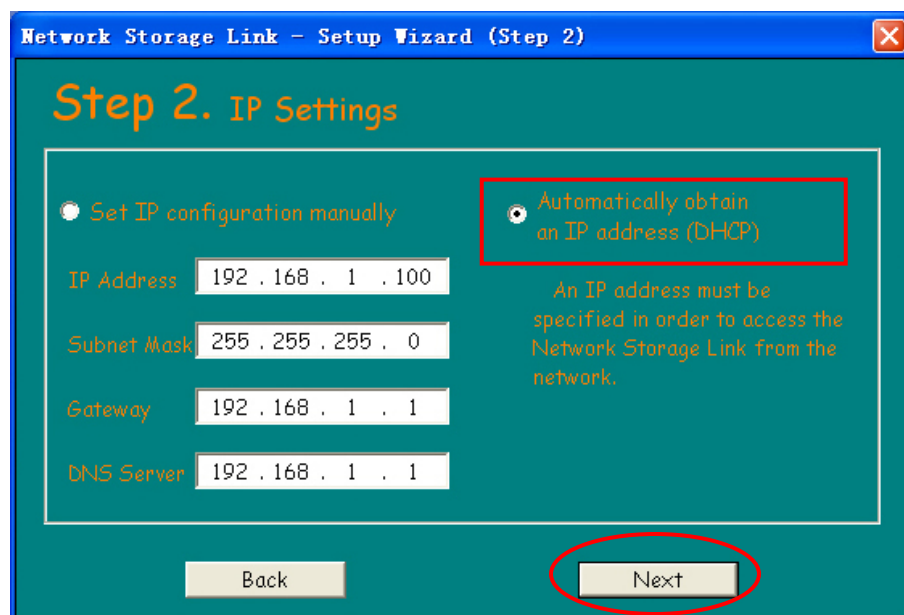 Network Storage Link - Setup Wizard (Step 2)
Step 2. IP Settings
Set IP configuration manually
IP Address 192 . 168 . 1 . 100
Subnet Mask 255 . 255 . 255 . 0
Gateway 192 . 168 . 1 . 1
DNS Server 192 . 168 . 1 . 1
Automatically obtain
an IP address (DHCP)
An IP address must be
specified in order to access the
Network Storage Link from the
network.
Back
Next